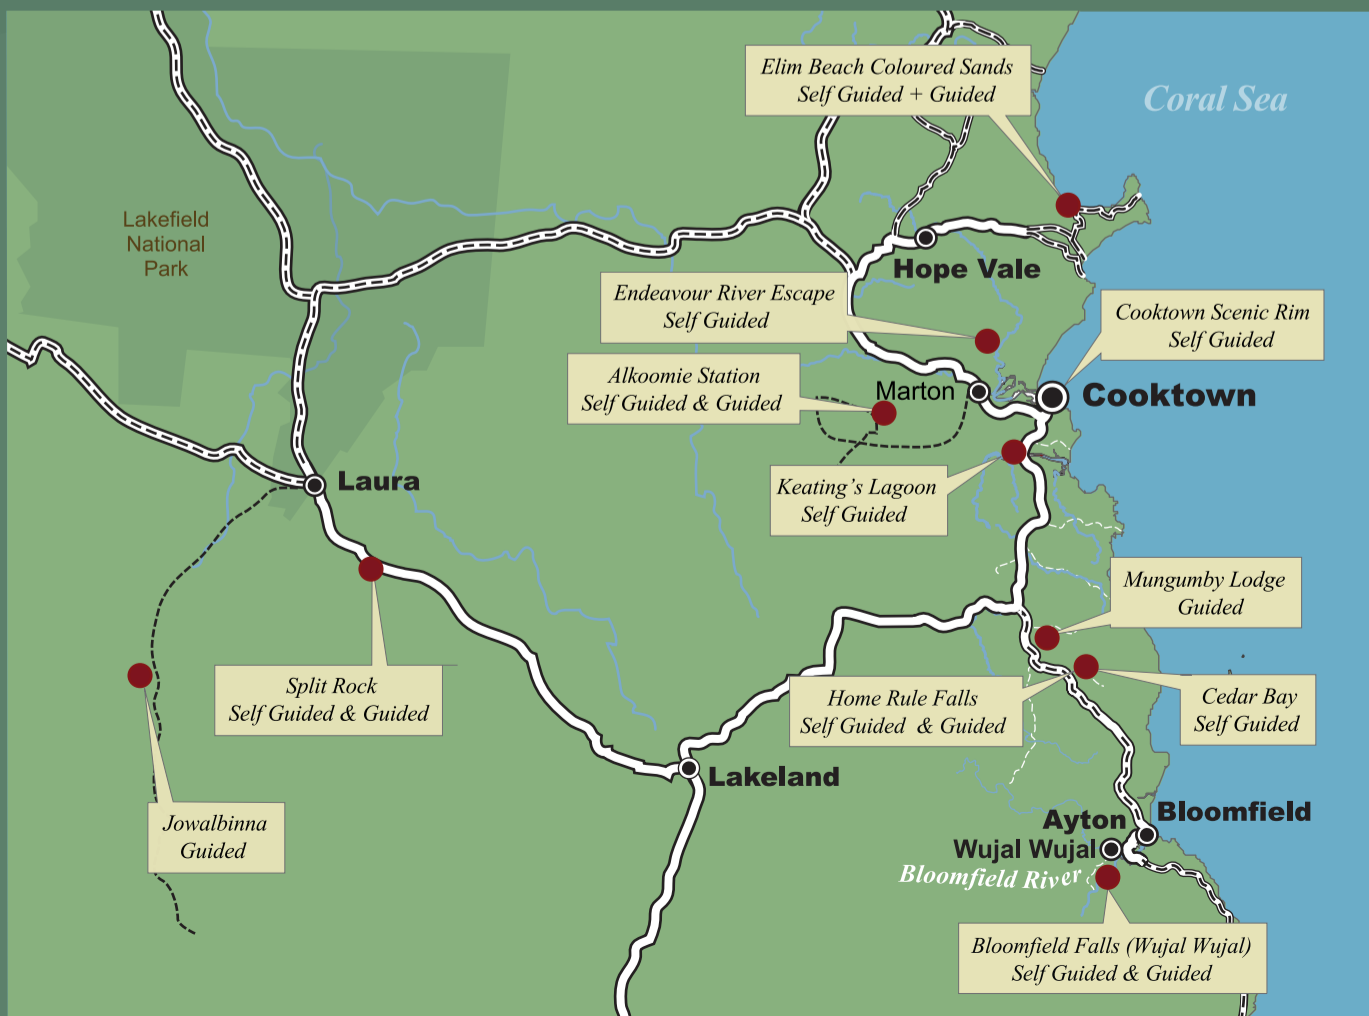 Elim Beach Coloured Sands
Self Guided + Guided
Coral Sea
Lakefield
National
Park
Hope Vale
Endeavour River Escape
Self Guided
Cooktown Scenic Rim
Self Guided
Alkoomie Station
Self Guided & Guided
Marton
Cooktown
Laura
Keating's Lagoon
Self Guided
Mungumby Lodge
Guided
Split Rock
Self Guided & Guided
Home Rule Falls
Self Guided & Guided
Cedar Bay
Self Guided
Lakeland
Jowalbinna
Guided
Bloomfield
Ayton
Wujal Wujal
Bloomfield River
Bloomfield Falls (Wujal Wujal)
Self Guided & Guided